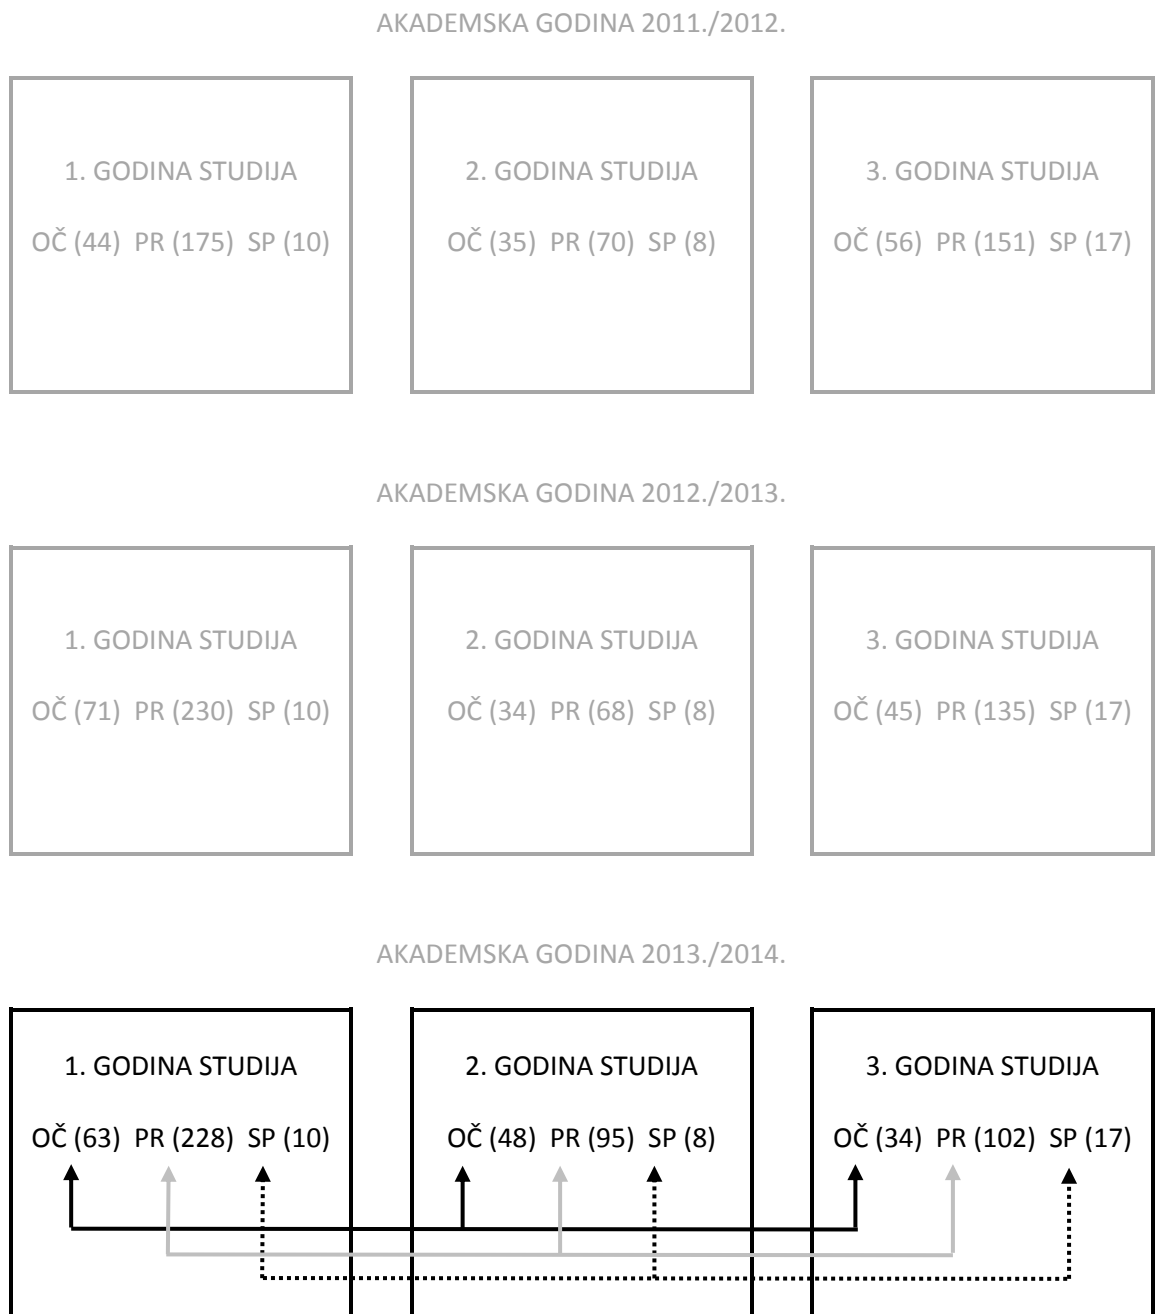 AKADEMSKA GODINA 2011./2012.
1. GODINA STUDIJA
OČ (44) PR (175) SP (10)
2. GODINA STUDIJA
OČ (35) PR (70) SP (8)
3. GODINA STUDIJA
OČ (56) PR (151) SP (17)
AKADEMSKA GODINA 2012./2013.
1. GODINA STUDIJA
OČ (71) PR (230) SP (10)
2. GODINA STUDIJA
OČ (34) PR (68) SP (8)
3. GODINA STUDIJA
OČ (45) PR (135) SP (17)
AKADEMSKA GODINA 2013./2014.
1. GODINA STUDIJA
OČ (63) PR (228) SP (10)
2. GODINA STUDIJA
OČ (48) PR (95) SP (8)
3. GODINA STUDIJA
OČ (34) PR (102) SP (17)